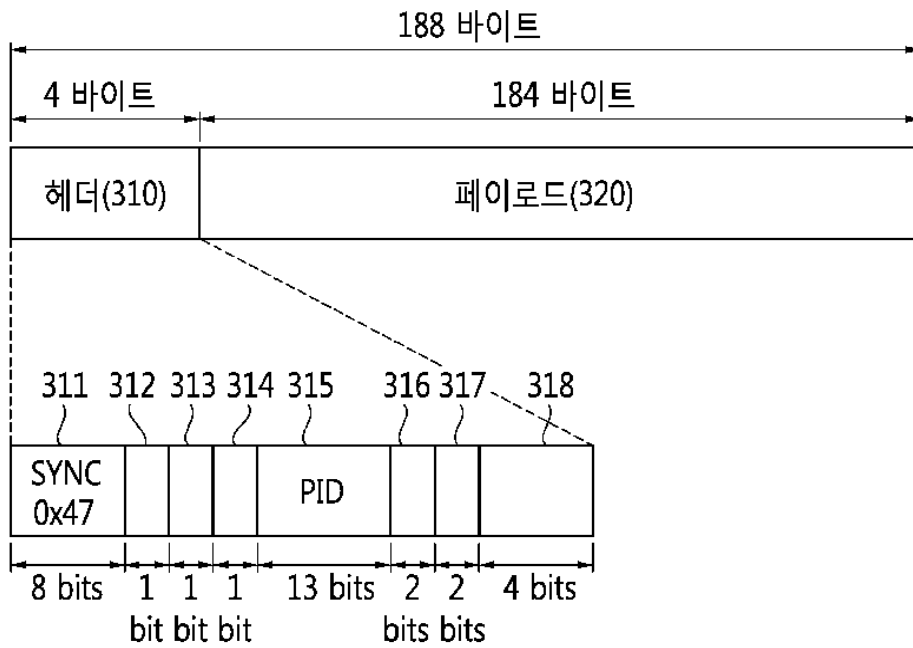 188 바이트
4 바이트 184 바이트
헤더(310) 페이로드(320)
311 312 313 314 315 316 317 318
SYNC
0x47
PID
8 bits 1 1 1 13 bits 2 2 4 bits
bit bit bit bits bits